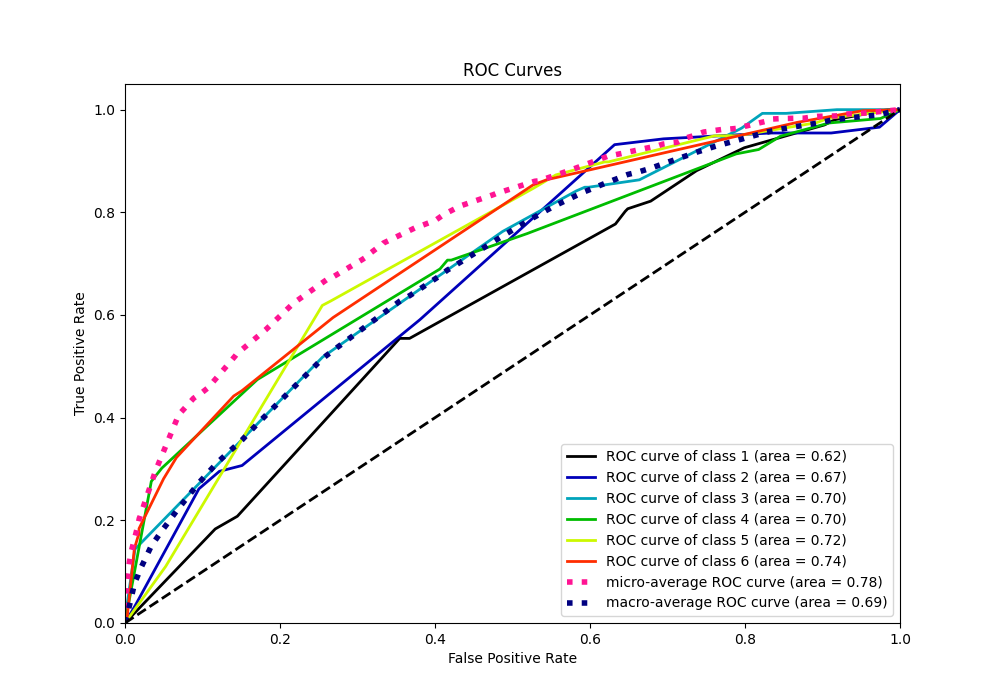 ROC Curves
True Positive Rate
1.0
0.8
0.6
0.4
0.2
0.0
0.0 0.2 0.4 0.6 0.8 1.0
False Positive Rate
ROC curve of class 1 (area = 0.62)
ROC curve of class 2 (area = 0.67)
ROC curve of class 3 (area = 0.70)
ROC curve of class 4 (area = 0.70)
ROC curve of class 5 (area = 0.72)
ROC curve of class 6 (area = 0.74)
micro-average ROC curve (area = 0.78)
macro-average ROC curve (area = 0.69)